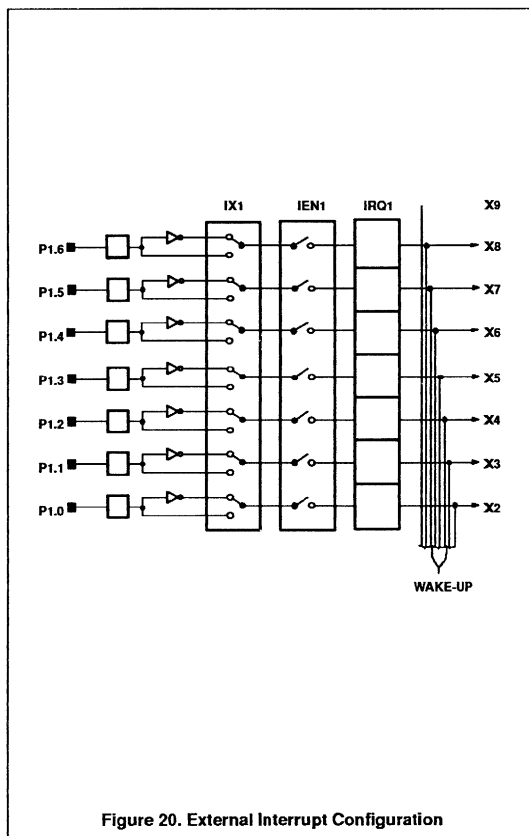 IX1 IEN1 IRQ1 X9
P1.6 X8
P1.5 X7
P1.4 X6
P1.3 X5
P1.2 X4
P1.1 X3
P1.0 X2
WAKE-UP
Figure 20. External Interrupt Configuration